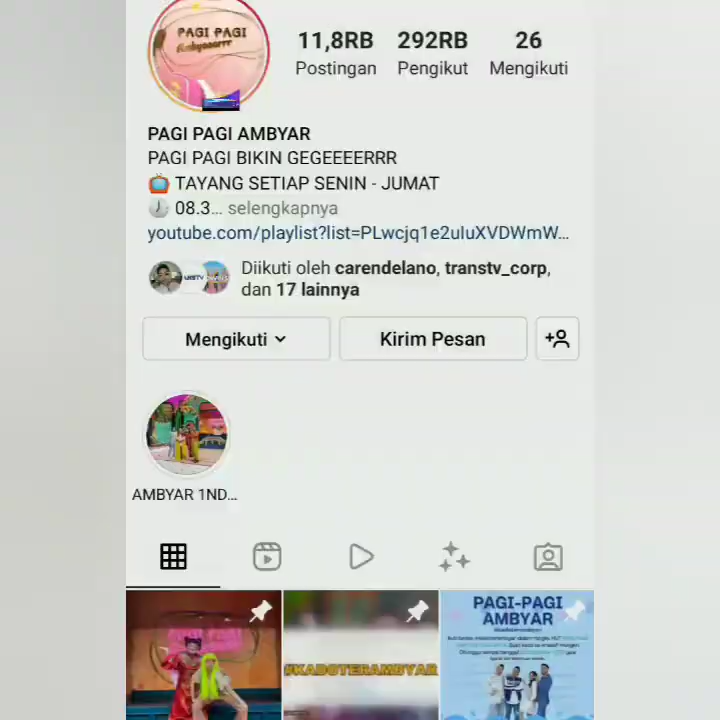 PAGI PAGI
Ambyaarrr
11,8RB
292RB
26
Postingan
Pengikut
Mengikuti
PAGI PAGI AMBYAR
PAGI PAGI BIKIN GEGEEEERRR
TAYANG SETIAP SENIN - JUMAT
08.3... selengkapnya
youtube.com/playlist?list=PLwcjq1e2uluXVDWmW...
Diikuti oleh carendelano, transtv_corp,
dan 17 lainnya
Mengikuti
Kirim Pesan
AMBYAR 1ND...
#KADOTERAMBYAR
PAGI-PAGI
AMBYAR